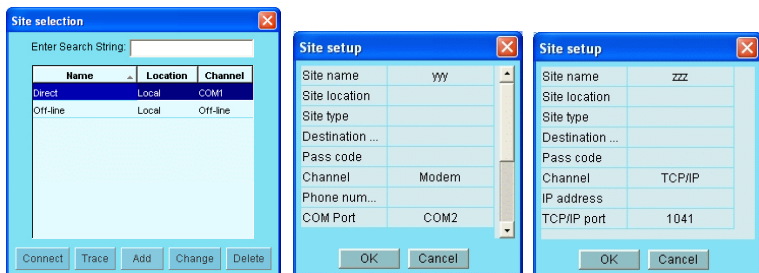 Site selection
Enter Search String:
Name Location Channel
Direct Local COM1
Off-line Local Off-line
Connect Trace Add Change Delete
Site setup
Site name yyy
Site location
Site type
Destination ...
Pass code
Channel Modem
Phone num...
COM Port COM2
OK Cancel
Site setup
Site name zzz
Site location
Site type
Destination ...
Pass code
Channel TCP/IP
IP address
TCP/IP port 1041
OK Cancel